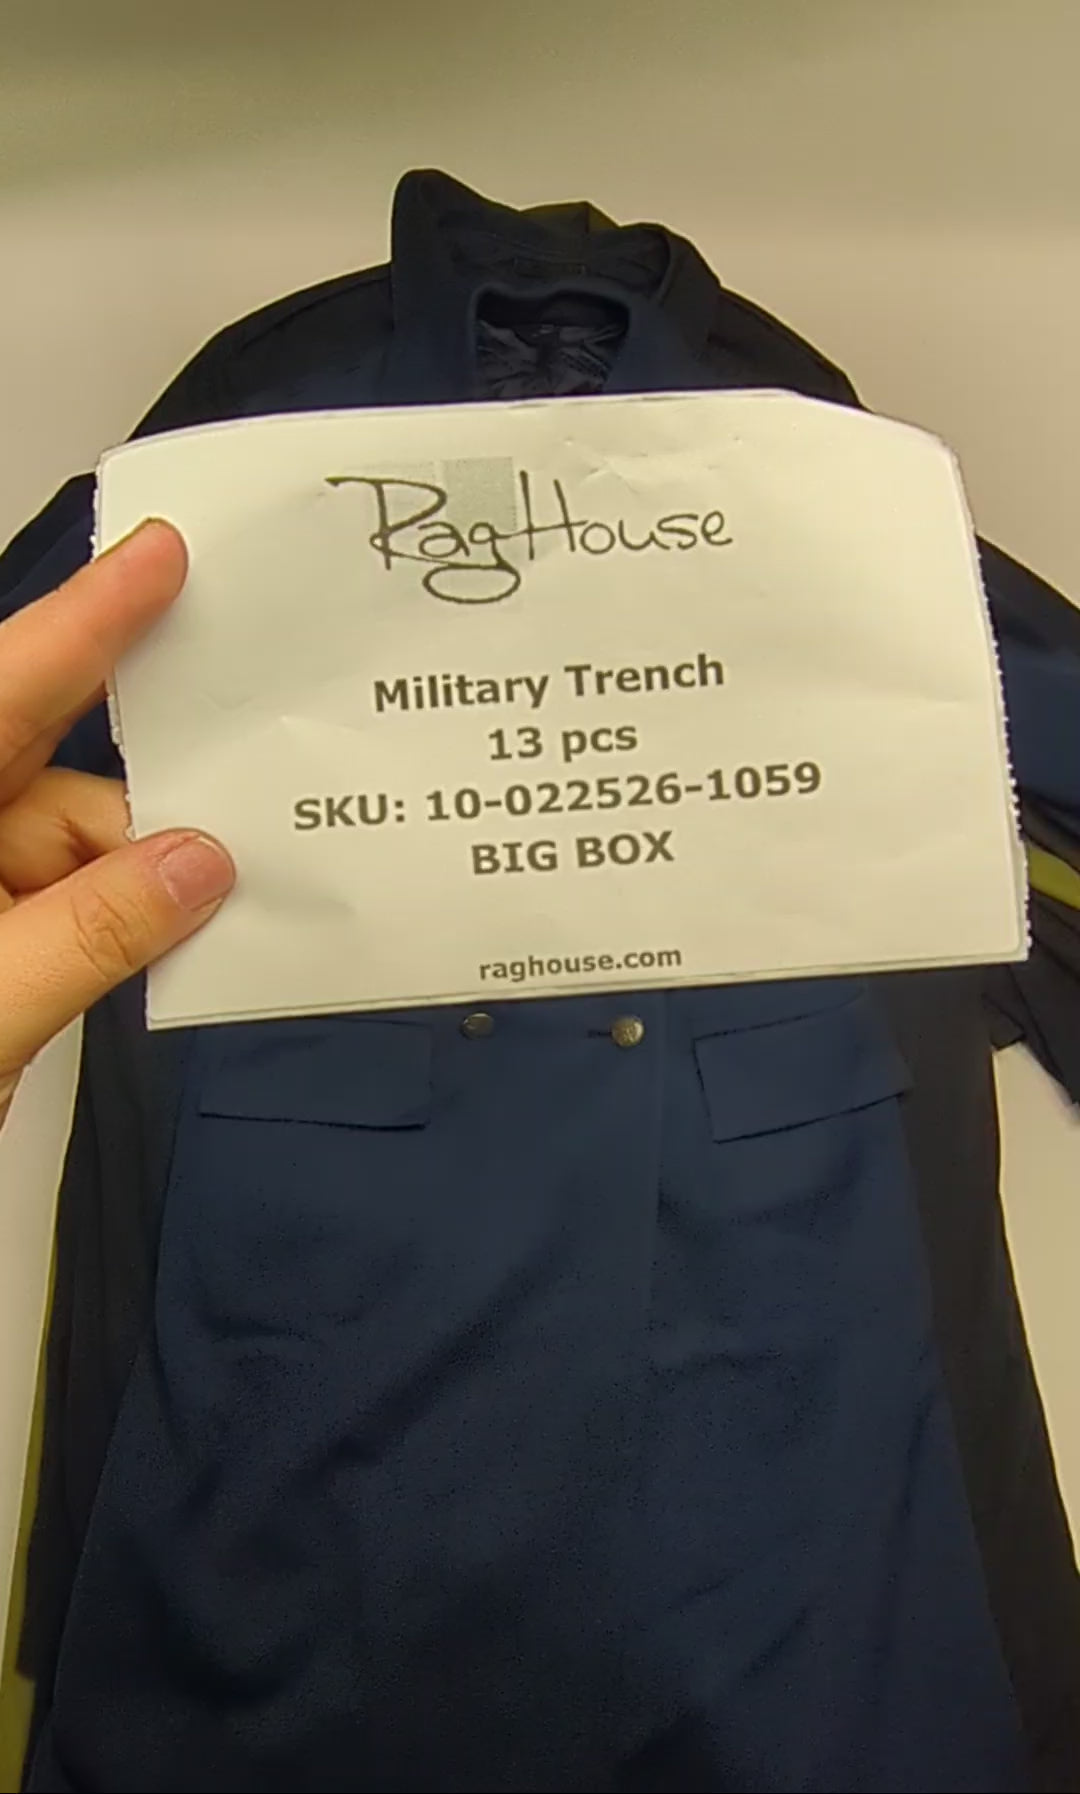 RagHouse
Military Trench
13 pcs
SKU: 10-022526-1059
BIG BOX
raghouse.com